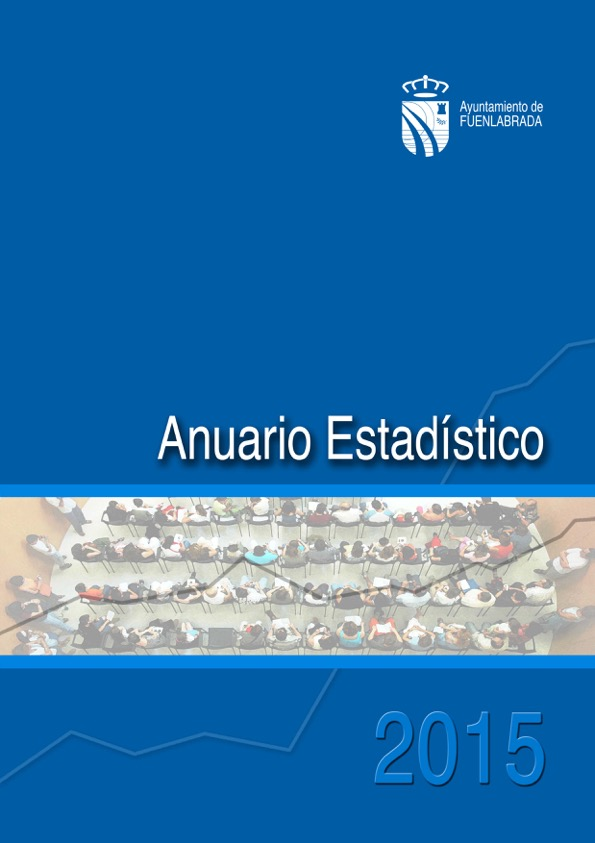 Ayuntamiento de
FUENLABRADA
Anuario Estadístico
2015